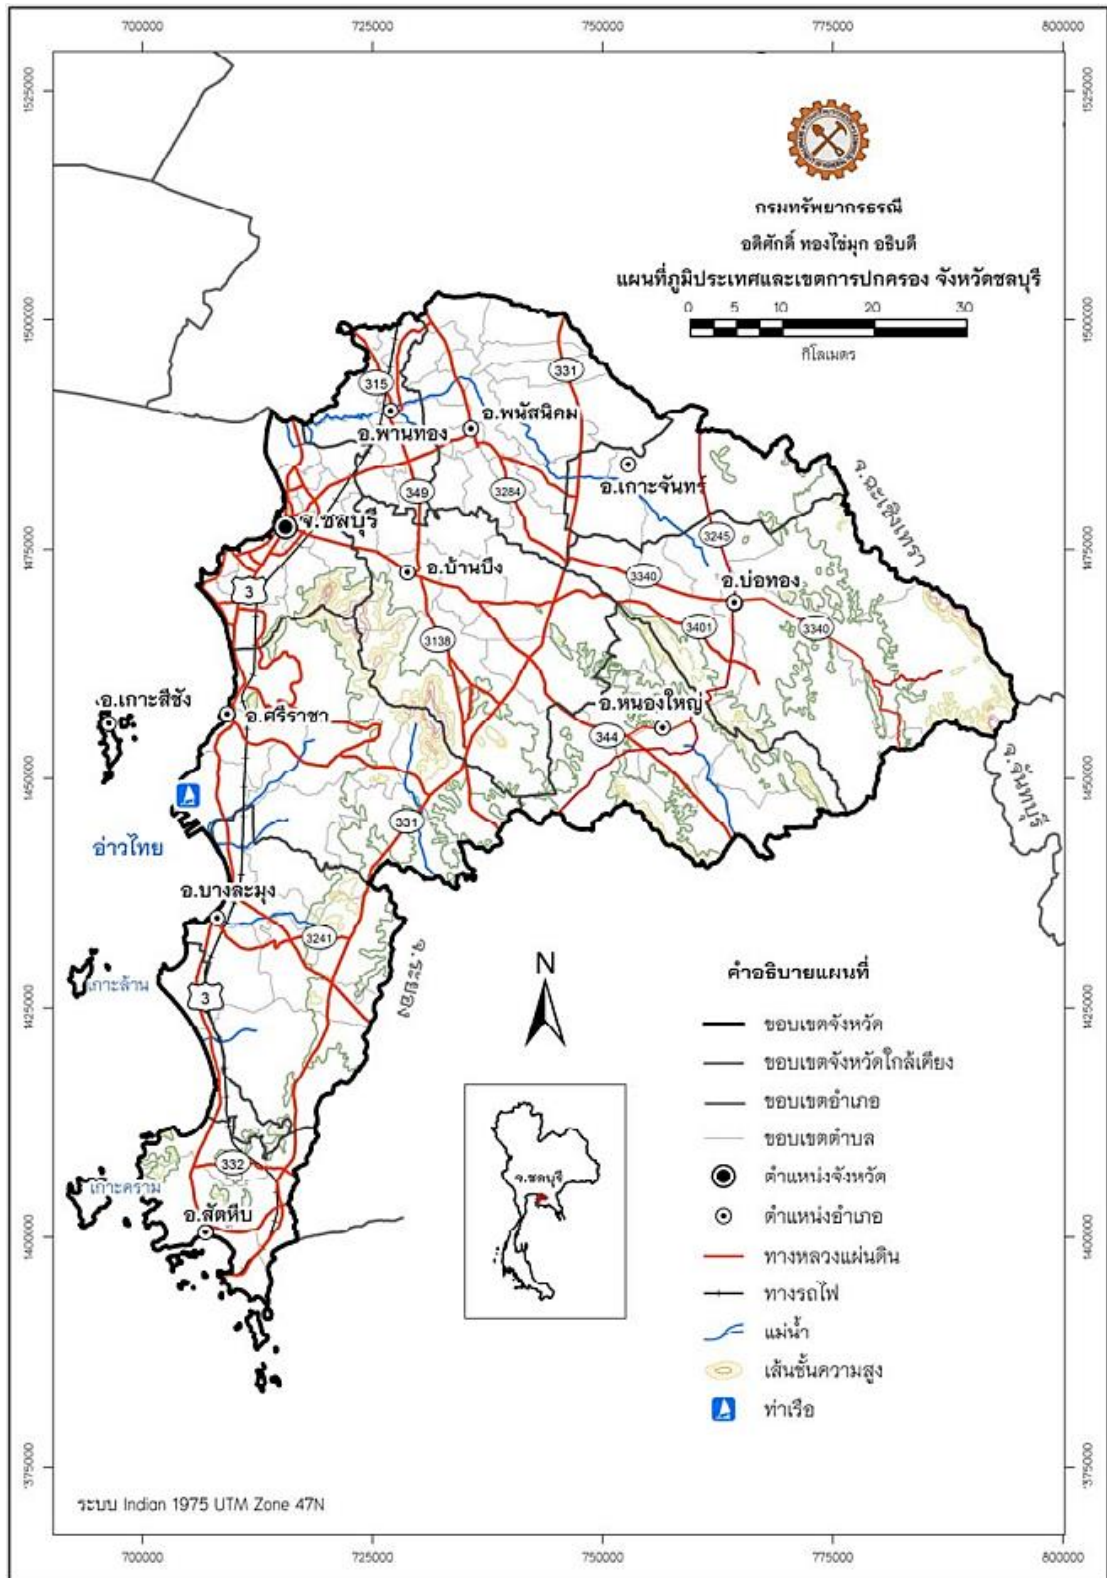 700000 725000 750000 775000 800000
1525000 1525000
กรมทรัพยากรธรณี
อดิศักดิ์ ทองไข่มุก อธิบดี
แผนที่ภูมิประเทศและเขตการปกครอง จังหวัดชลบุรี
0 5 10 20 30
กิโลเมตร
1500000 1500000
331
315
อ.พนัสนิคม
อ.พานทอง
อ.เกาะจันทร์
จ.ฉะเชิงเทรา
349
3284
จ.ชลบุรี
3245
1475000 1475000
อ.บ้านบึง
3340
อ.บ่อทอง
3
3401
3340
3138
อ.เกาะสีชัง
อ.ศรีราชา
อ.หนองใหญ่
344
จ.จันทบุรี
1450000 1450000
331
อ่าวไทย
อ.บางละมุง
3241
จ.ระยอง
N
เกาะล้าน
3
1425000 1425000
คำอธิบายแผนที่
ขอบเขตจังหวัด
ขอบเขตจังหวัดใกล้เคียง
ขอบเขตอำเภอ
ขอบเขตตำบล
ตำแหน่งจังหวัด
ตำแหน่งอำเภอ
ทางหลวงแผ่นดิน
ทางรถไฟ
แม่น้ำ
เส้นชั้นความสูง
ท่าเรือ
จ.ชลบุรี
332
เกาะคราม
อ.สัตหีบ
1400000 1400000
1375000 1375000
ระบบ Indian 1975 UTM Zone 47N
700000 725000 750000 775000 800000